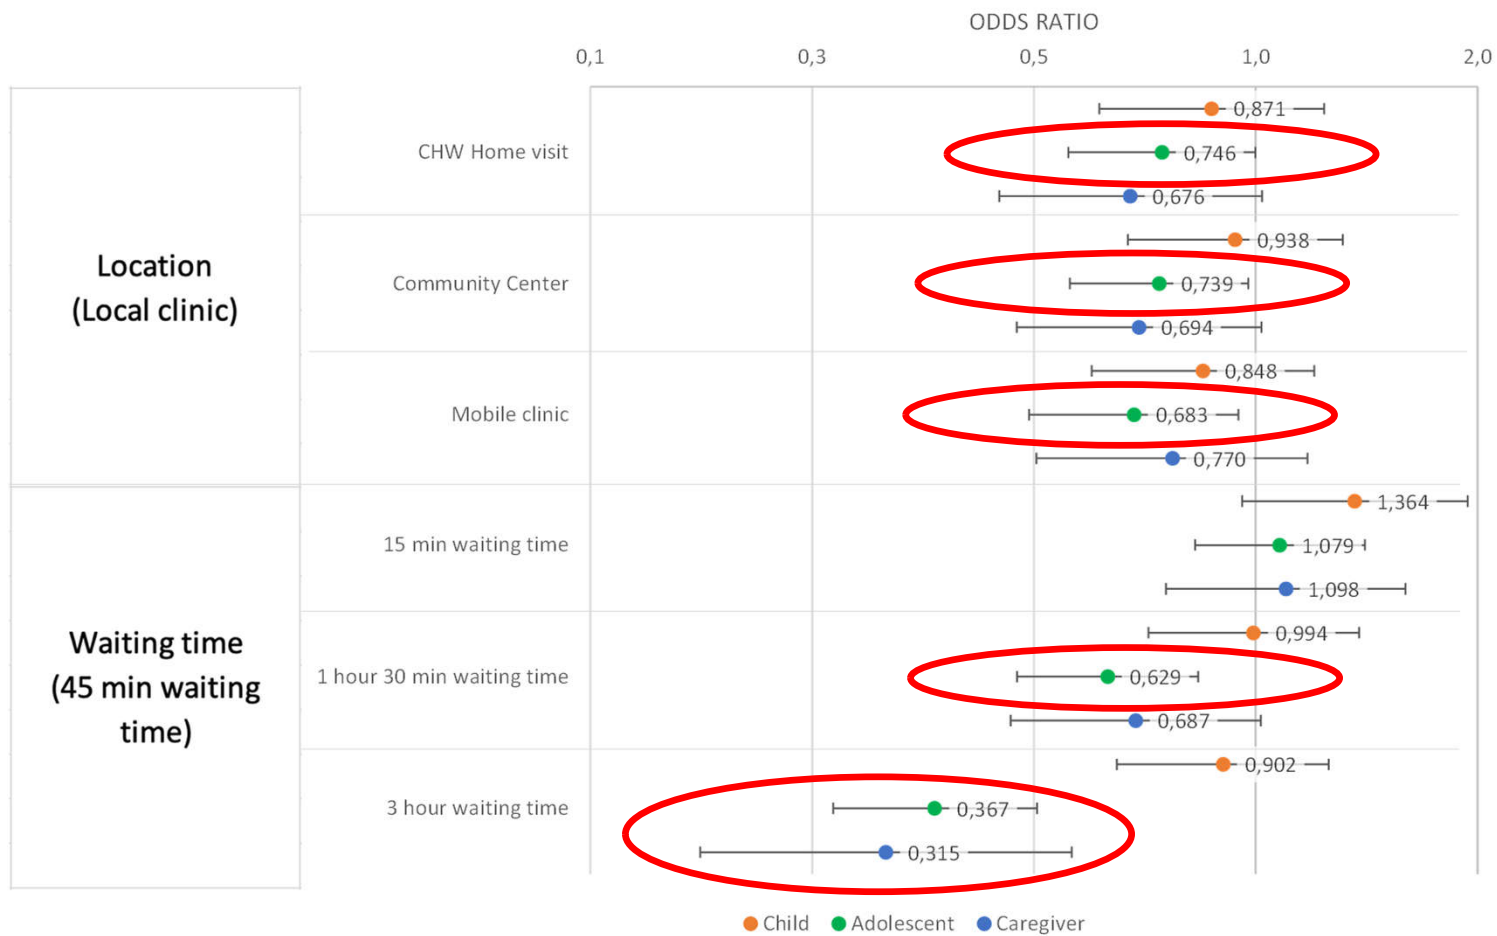 ODDS RATIO
0,1 0,3 0,5 1,0 2,0
Location
(Local clinic)
CHW Home visit
0,871
0,746
0,676
Community Center
0,938
0,739
0,694
Mobile clinic
0,848
0,683
0,770
Waiting time
(45 min waiting
time)
15 min waiting time
1,364
1,079
1,098
1 hour 30 min waiting time
0,994
0,629
0,687
3 hour waiting time
0,902
0,367
0,315
Child Adolescent Caregiver